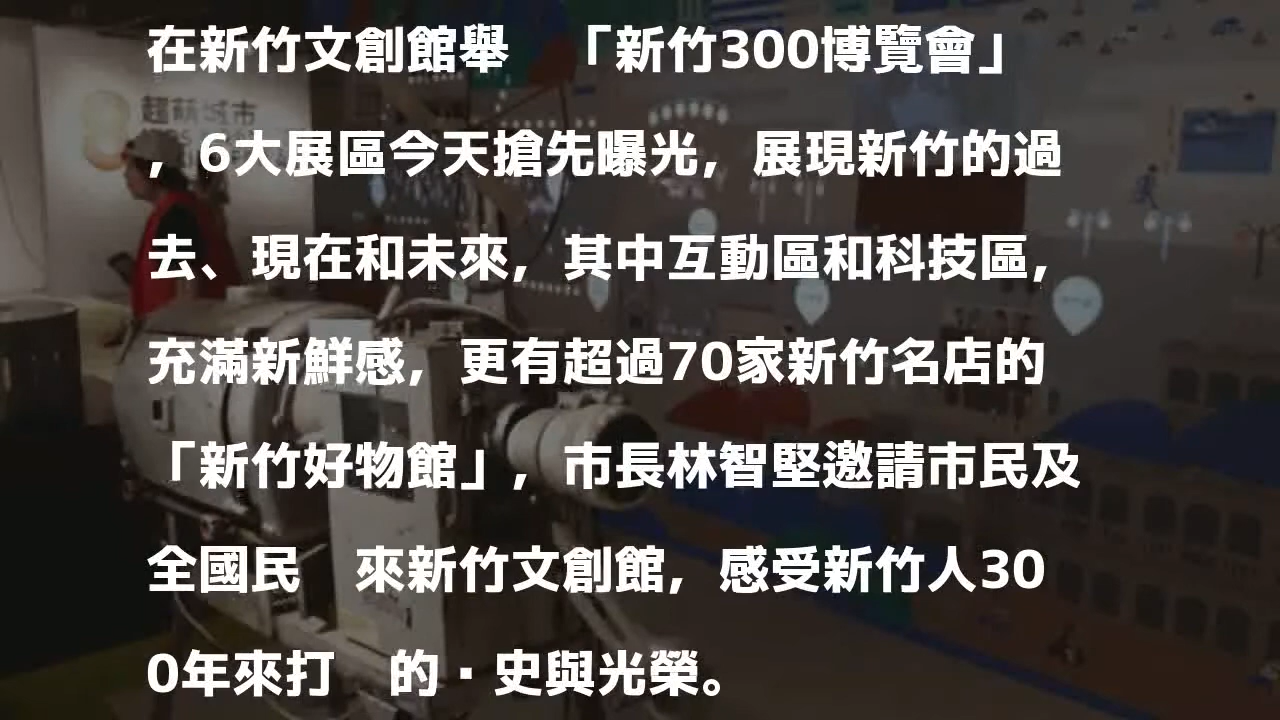 在新竹文創館舉 「新竹300博覽會」
，6大展區今天搶先曝光，展現新竹的過
去、現在和未來，其中互動區和科技區，
充滿新鮮感，更有超過70家新竹名店的
「新竹好物館」，市長林智堅邀請市民及
全國民 來新竹文創館，感受新竹人30
0年來打 的▪史與光榮。
超萌城市